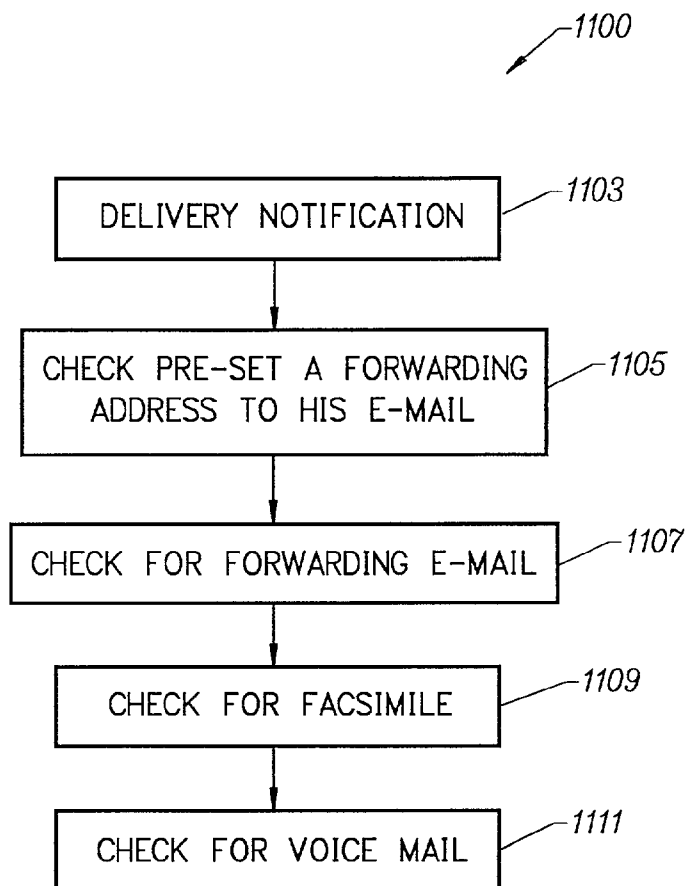 1100
DELIVERY NOTIFICATION
1103
CHECK PRE-SET A FORWARDING
ADDRESS TO HIS E-MAIL
1105
CHECK FOR FORWARDING E-MAIL
1107
CHECK FOR FACSIMILE
1109
CHECK FOR VOICE MAIL
1111